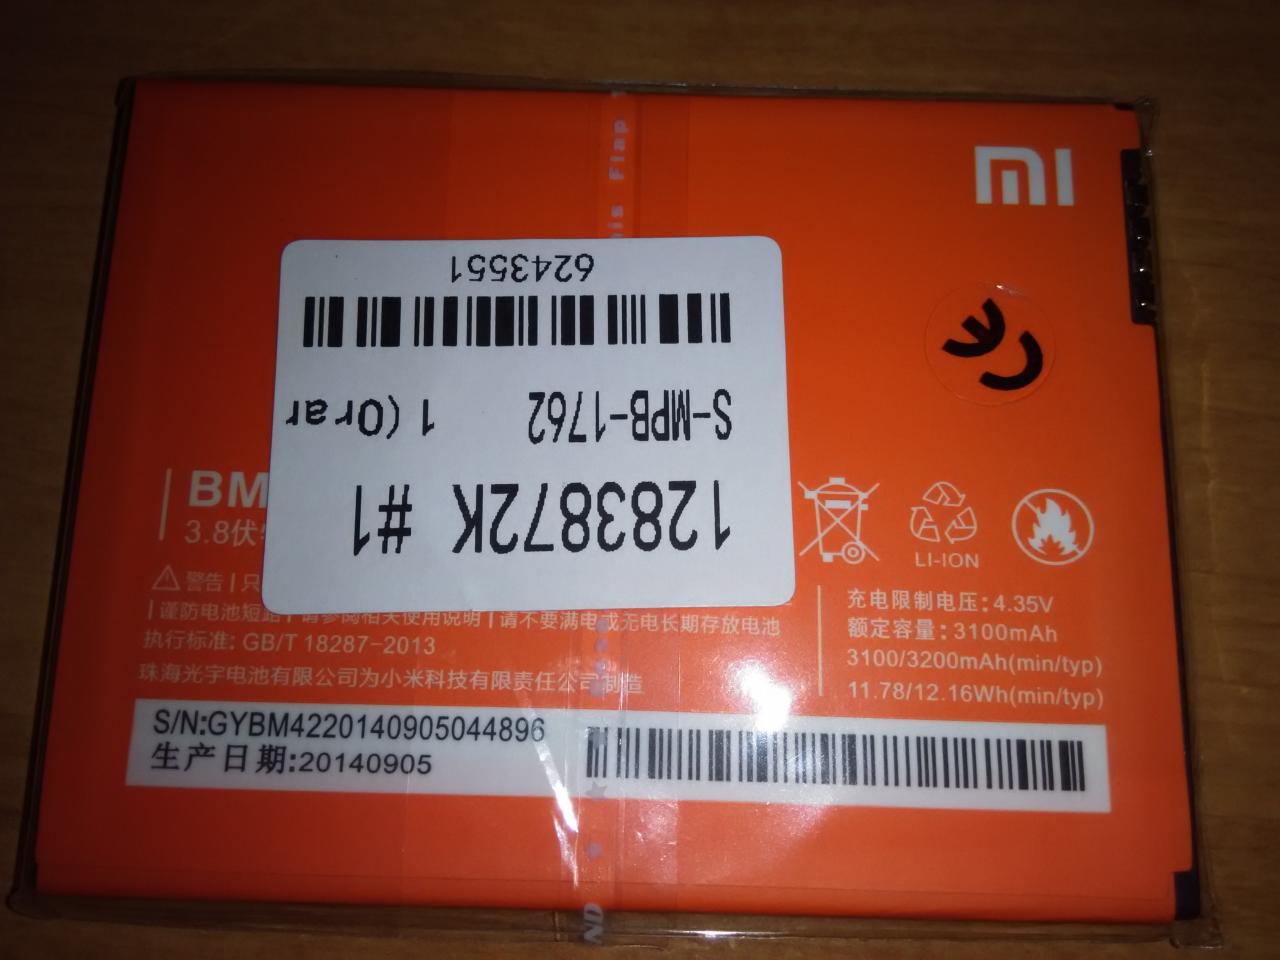 MI
6243551
S-MPB-1762 1 (Orar
1283872K #1
CE
BM
3.8伏
LI-ION
警告 | 只
谨防电池短路 | 请参阅相关使用说明 | 请不要满电或无电长期存放电池
执行标准: GB/T 18287-2013
珠海光宇电池有限公司为小米科技有限责任公司制造
充电限制电压: 4.35V
额定容量: 3100mAh
3100/3200mAh(min/typ)
11.78/12.16Wh(min/typ)
S/N:GYBM4220140905044896
生产日期:20140905
his Flap